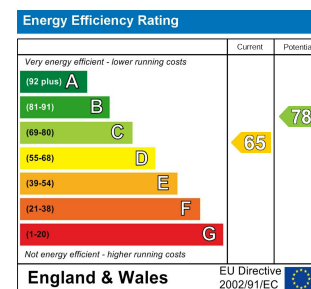 Energy Efficiency Rating
Current Potentia
Very energy efficient - lower running costs
(92 plus) A
(81-91) B
(69-80) C
(55-68) D
(39-54) E
(21-38) F
(1-20) G
65
78
Not energy efficient - higher running costs
England & Wales
EU Directive
2002/91/EC